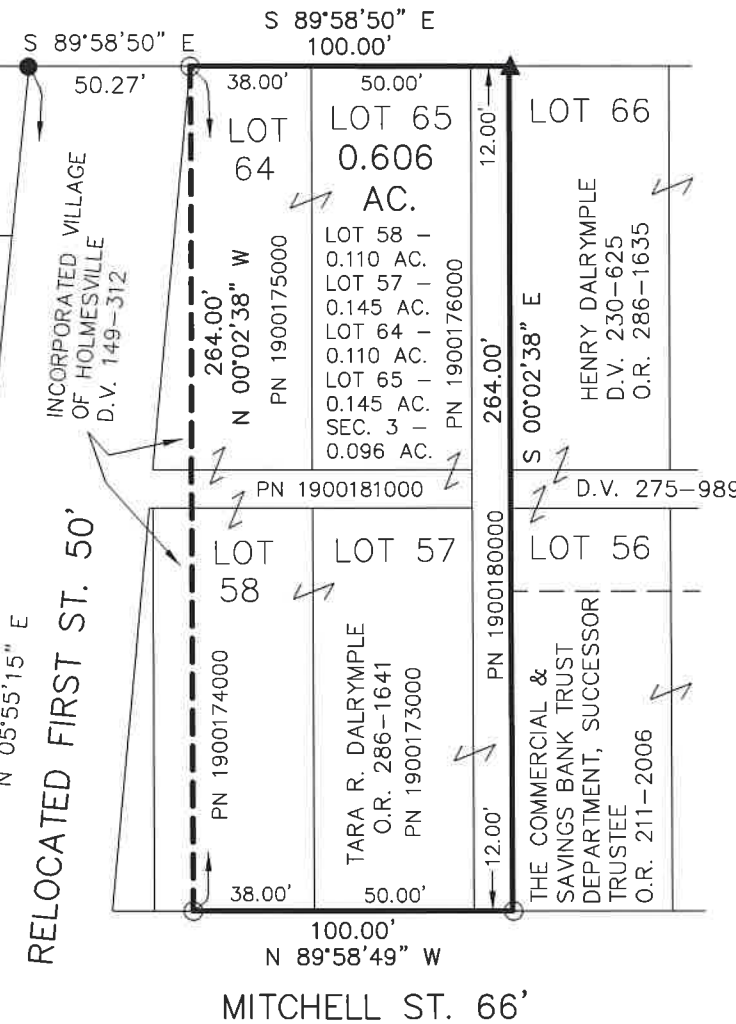 S 89°58'50" E
100.00'
S 89°58'50" E
50.27'
38.00'
50.00'
12.00'
LOT
64
LOT 65
0.606
AC.
LOT 58 –
0.110 AC.
LOT 57 –
0.145 AC.
LOT 64 –
0.110 AC.
LOT 65 –
0.145 AC.
SEC. 3 –
0.096 AC.
LOT 66
INCORPORATED VILLAGE
OF HOLMESVILLE
D.V. 149–312
264.00'
N 00°02'38" W
PN 1900175000
PN 1900176000
264.00'
S 00°02'38" E
HENRY DALRYMPLE
D.V. 230–625
O.R. 286–1635
PN 1900181000
D.V. 275–989
N 05°55'15" E
RELOCATED FIRST ST. 50'
LOT
58
LOT 57
LOT 56
PN 1900174000
TARA R. DALRYMPLE
O.R. 286–1641
PN 1900173000
PN 1900180000
THE COMMERCIAL &
SAVINGS BANK TRUST
DEPARTMENT, SUCCESSOR
TRUSTEE
O.R. 211–2006
38.00'
50.00'
12.00'
100.00'
N 89°58'49" W
MITCHELL ST. 66'